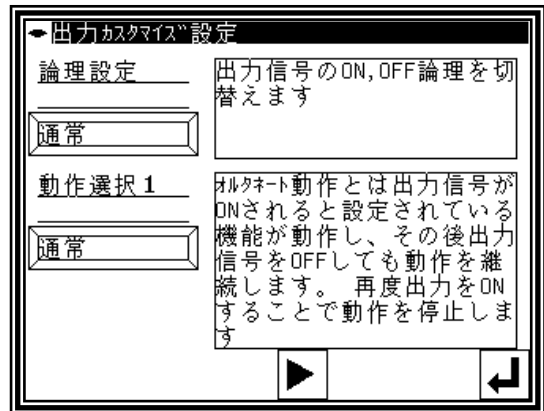 出力ｶｽﾀﾏｲｽﾞ設定
論理設定
出力信号のON,OFF論理を切
替えます
通常
動作選択1
ｵﾙﾀﾈｰﾄ動作とは出力信号が
ONされると設定されている
機能が動作し、その後出力
信号をOFFしても動作を継
続します。 再度出力をON
することで動作を停止しま
す
通常